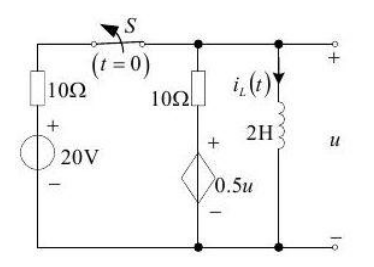 S
(t = 0)
10Ω
+
20V
−
10Ω
+
0.5u
−
i_L(t)
2H
+
u
−